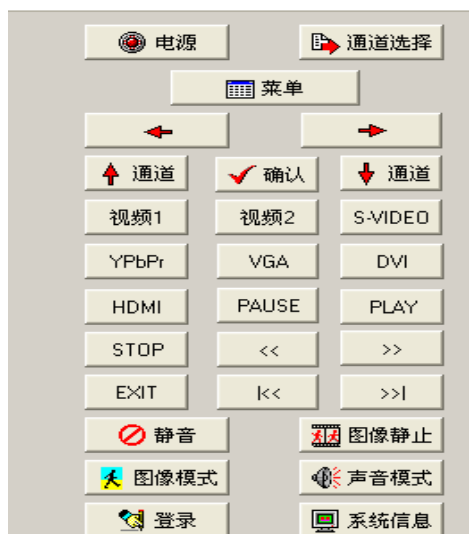 电源 通道选择
菜单
通道 确认 通道
视频1 视频2 S-VIDEO
YPbPr VGA DVI
HDMI PAUSE PLAY
STOP << >>
EXIT |<< >>|
静音 图像静止
图像模式 声音模式
登录 系统信息